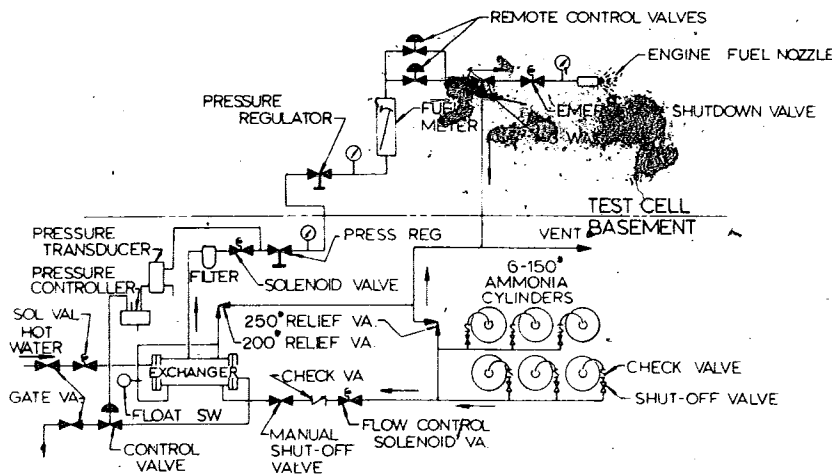 REMOTE CONTROL VALVES
ENGINE FUEL NOZZLE
PRESSURE
REGULATOR
FUEL
METER
SHUTDOWN VALVE
TEST CELL
BASEMENT
VENT
PRESSURE
TRANSDUCER
PRESSURE
CONTROLLER
FILTER
PRESS REG
SOLENOID VALVE
6-150#
AMMONIA
CYLINDERS
SOL VAL
HOT
WATER
250# RELIEF VA.
200# RELIEF VA.
EXCHANGER
CHECK VA
CHECK VALVE
SHUT-OFF VALVE
GATE VA.
FLOAT SW
CONTROL
VALVE
MANUAL
SHUT-OFF
VALVE
FLOW CONTROL
SOLENOID VA.